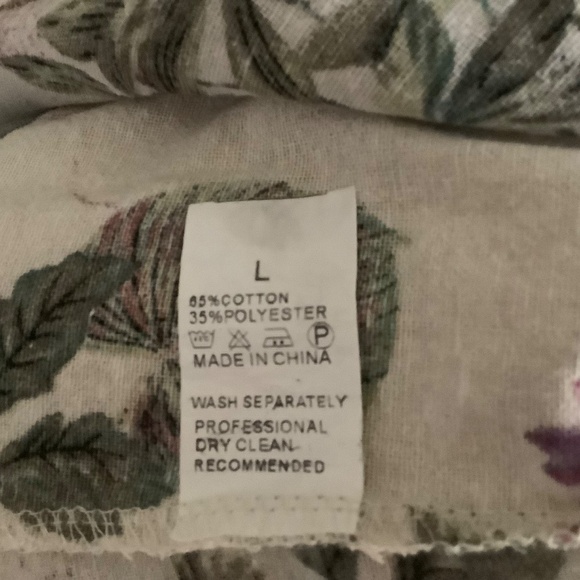 L
65%COTTON
35%POLYESTER
P
MADE IN CHINA
WASH SEPARATELY
PROFESSIONAL
DRY CLEAN
RECOMMENDED